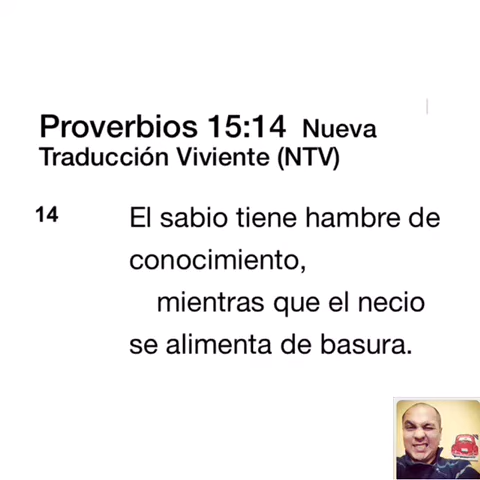 Proverbios 15:14 Nueva
Traducción Viviente (NTV)
14 El sabio tiene hambre de
conocimiento,
mientras que el necio
se alimenta de basura.